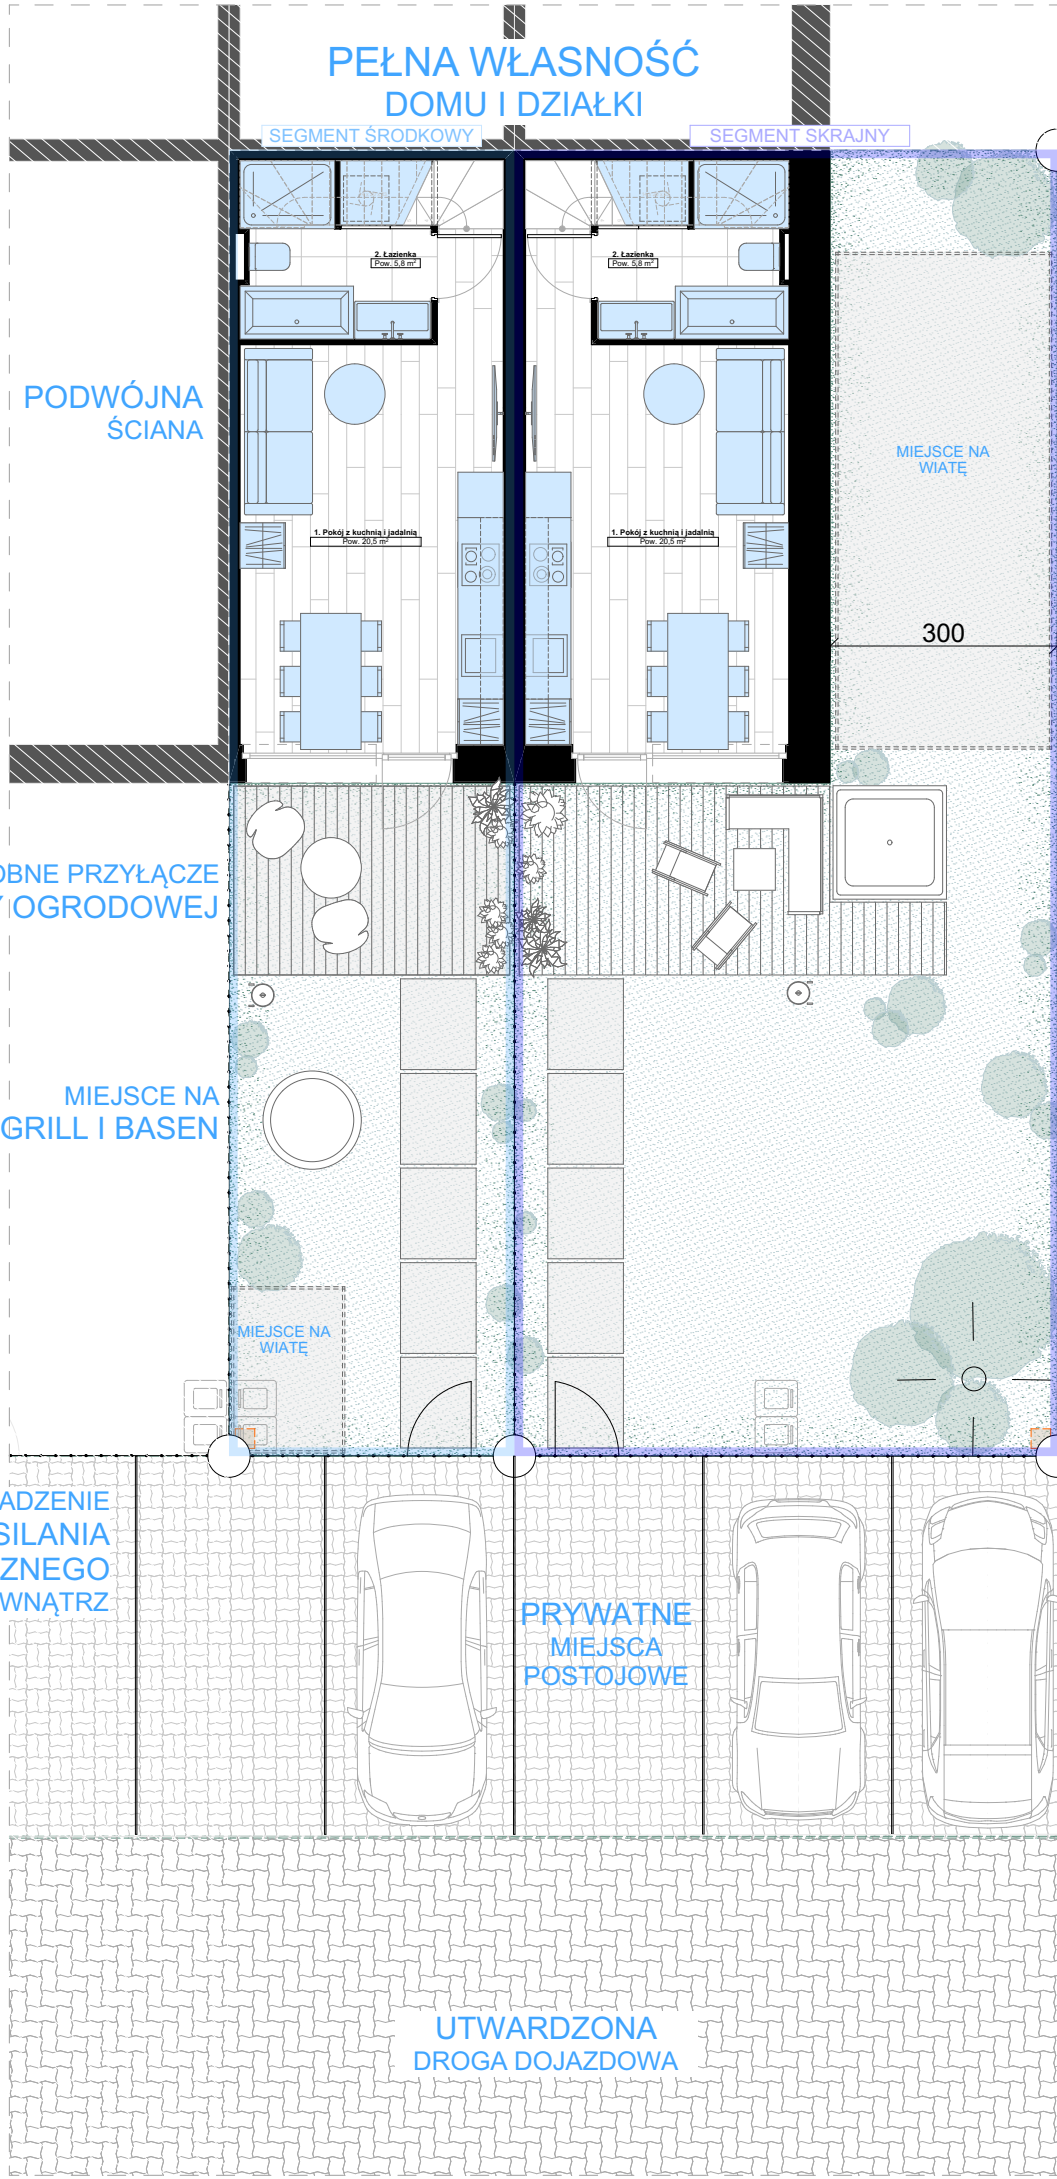 PEŁNA WŁASNOŚĆ
DOMU I DZIAŁKI
SEGMENT ŚRODKOWY
SEGMENT SKRAJNY
2. Łazienka
Pow. 5,8 m²
2. Łazienka
Pow. 5,8 m²
PODWÓJNA
ŚCIANA
MIEJSCE NA
WIATĘ
1. Pokój z kuchnią i jadalnią
Pow. 20,5 m²
1. Pokój z kuchnią i jadalnią
Pow. 20,5 m²
300
OBNE PRZYŁĄCZE
Y OGRODOWEJ
MIEJSCE NA
GRILL I BASEN
MIEJSCE NA
WIATĘ
ADZENIE
SILANIA
ZNEGO
WNĄTRZ
PRYWATNE
MIEJSCA
POSTOJOWE
UTWARDZONA
DROGA DOJAZDOWA